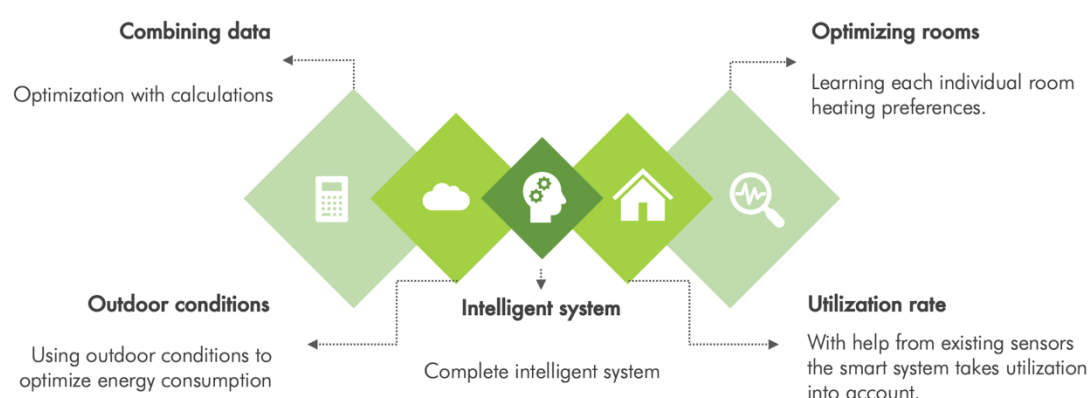 Combining data
Optimization with calculations
Optimizing rooms
Learning each individual room
heating preferences.
Outdoor conditions
Using outdoor conditions to
optimize energy consumption
Intelligent system
Complete intelligent system
Utilization rate
With help from existing sensors
the smart system takes utilization
into account.